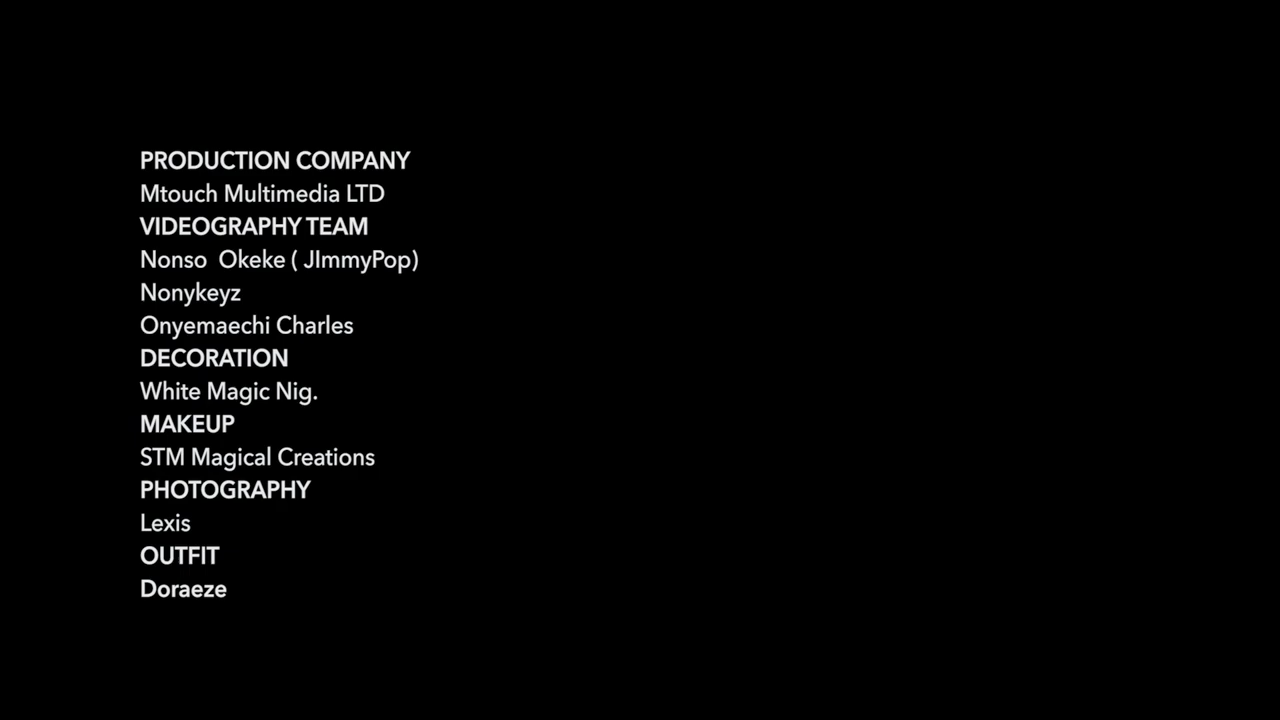 PRODUCTION COMPANY
Mtouch Multimedia LTD
VIDEOGRAPHY TEAM
Nonso  Okeke ( JImmyPop)
Nonykeyz
Onyemaechi Charles
DECORATION
White Magic Nig.
MAKEUP
STM Magical Creations
PHOTOGRAPHY
Lexis
OUTFIT
Doraeze